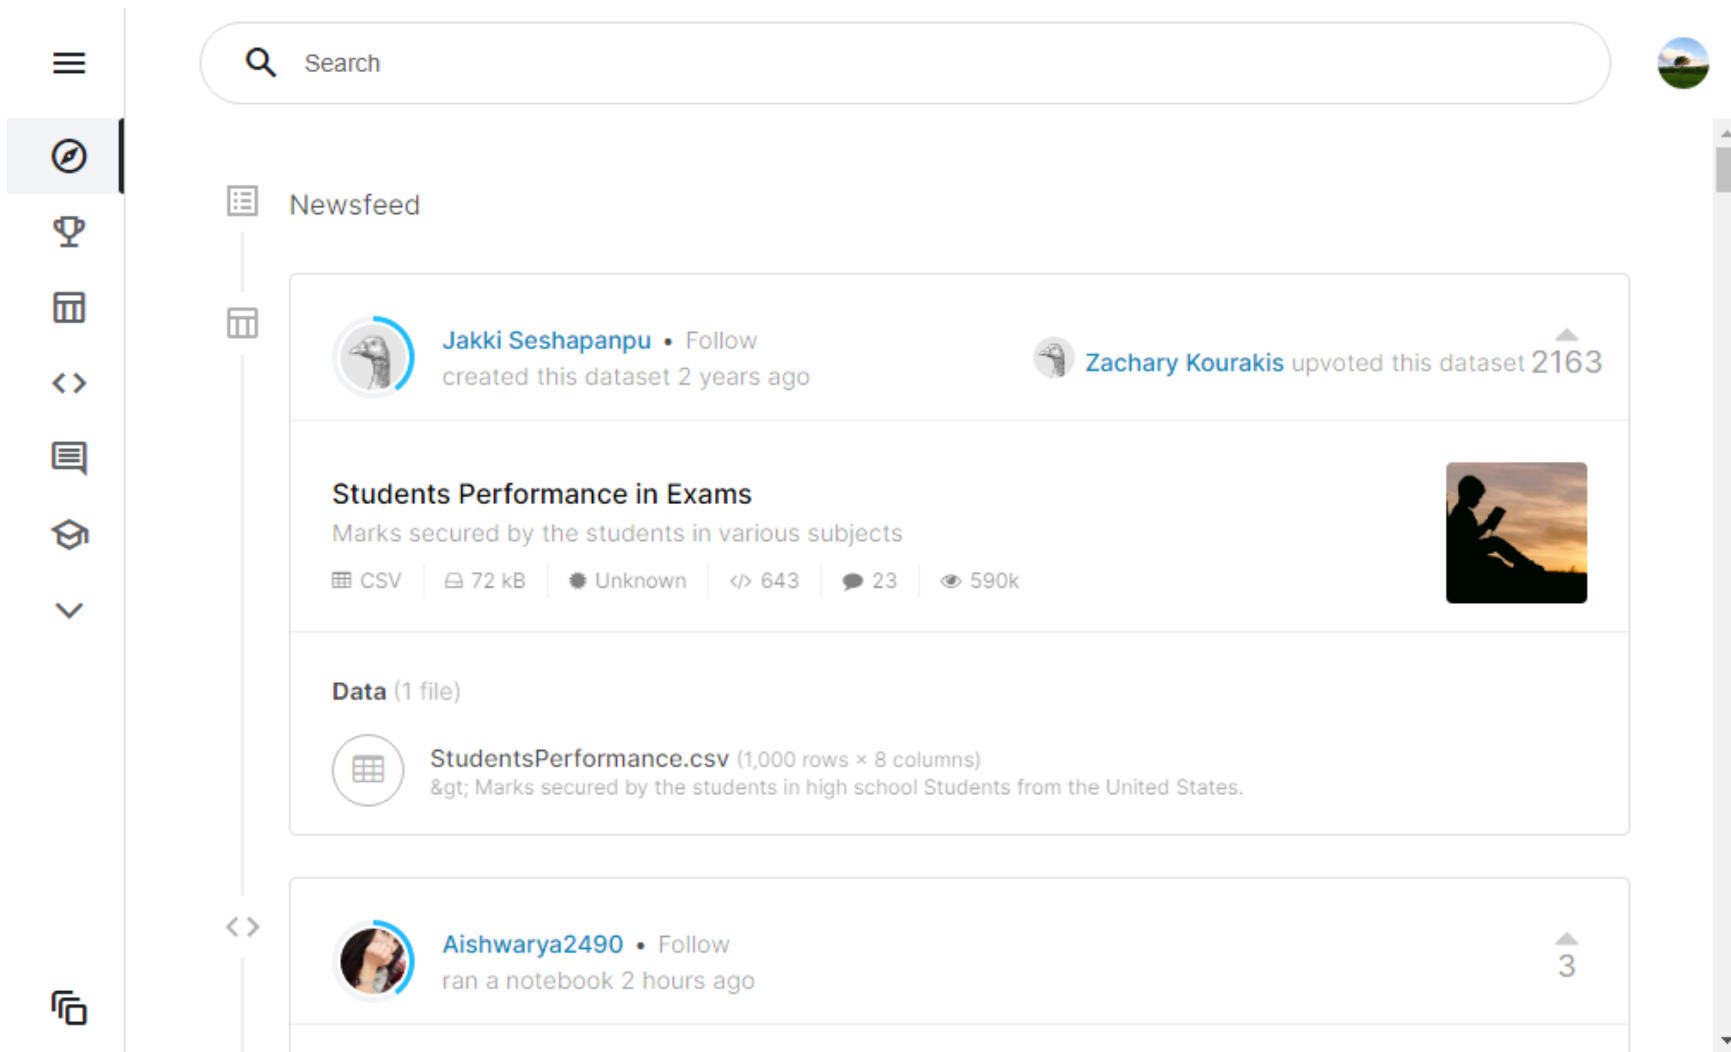 Search
Newsfeed
Jakki Seshapanpu • Follow
created this dataset 2 years ago
Zachary Kourakis upvoted this dataset 2163
Students Performance in Exams
Marks secured by the students in various subjects
CSV 72 kB Unknown </> 643 23 590k
Data (1 file)
StudentsPerformance.csv (1,000 rows × 8 columns)
&gt; Marks secured by the students in high school Students from the United States.
Aishwarya2490 • Follow
ran a notebook 2 hours ago
3